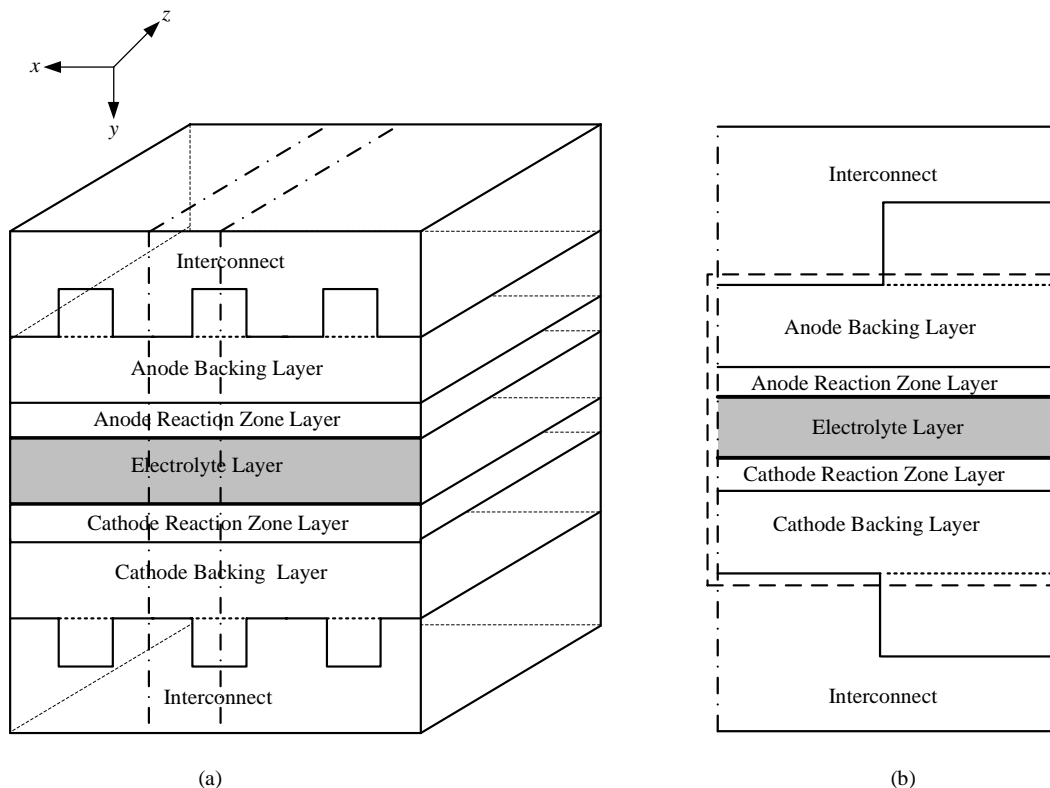 z
x
y
Interconnect
Anode Backing Layer
Anode Reaction Zone Layer
Electrolyte Layer
Cathode Reaction Zone Layer
Cathode Backing Layer
Interconnect
(a)
Interconnect
Anode Backing Layer
Anode Reaction Zone Layer
Electrolyte Layer
Cathode Reaction Zone Layer
Cathode Backing Layer
Interconnect
(b)